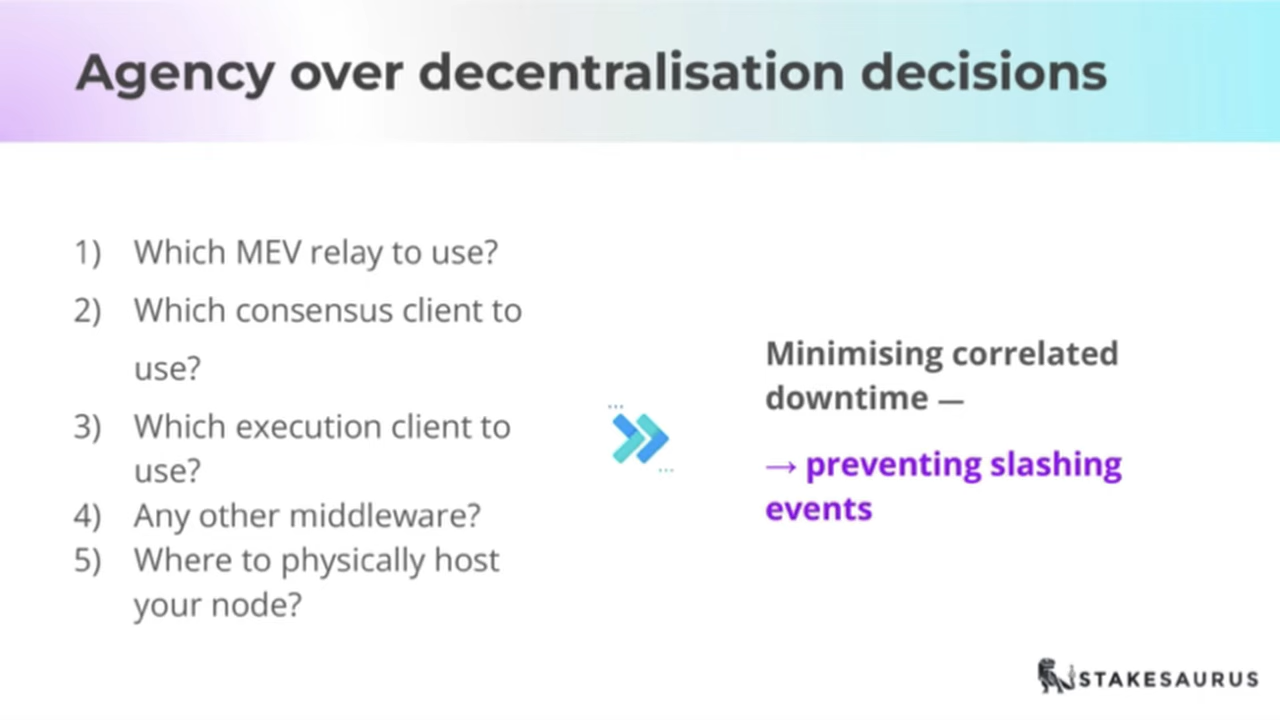 Agency over decentralisation decisions
1) Which MEV relay to use?
2) Which consensus client to
use?
3) Which execution client to
use?
4) Any other middleware?
5) Where to physically host
your node?
Minimising correlated
downtime —
→ preventing slashing
events
STAKESAURUS